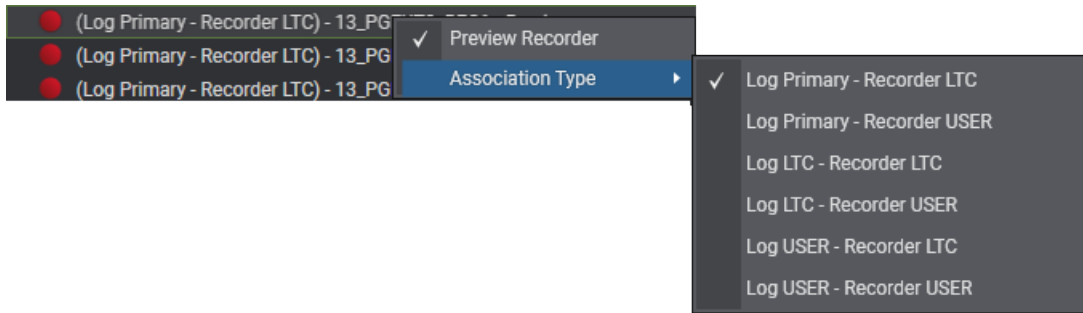 (Log Primary - Recorder LTC) - 13_PG
(Log Primary - Recorder LTC) - 13_PG
(Log Primary - Recorder LTC) - 13_PG
Preview Recorder
Association Type
Log Primary - Recorder LTC
Log Primary - Recorder USER
Log LTC - Recorder LTC
Log LTC - Recorder USER
Log USER - Recorder LTC
Log USER - Recorder USER